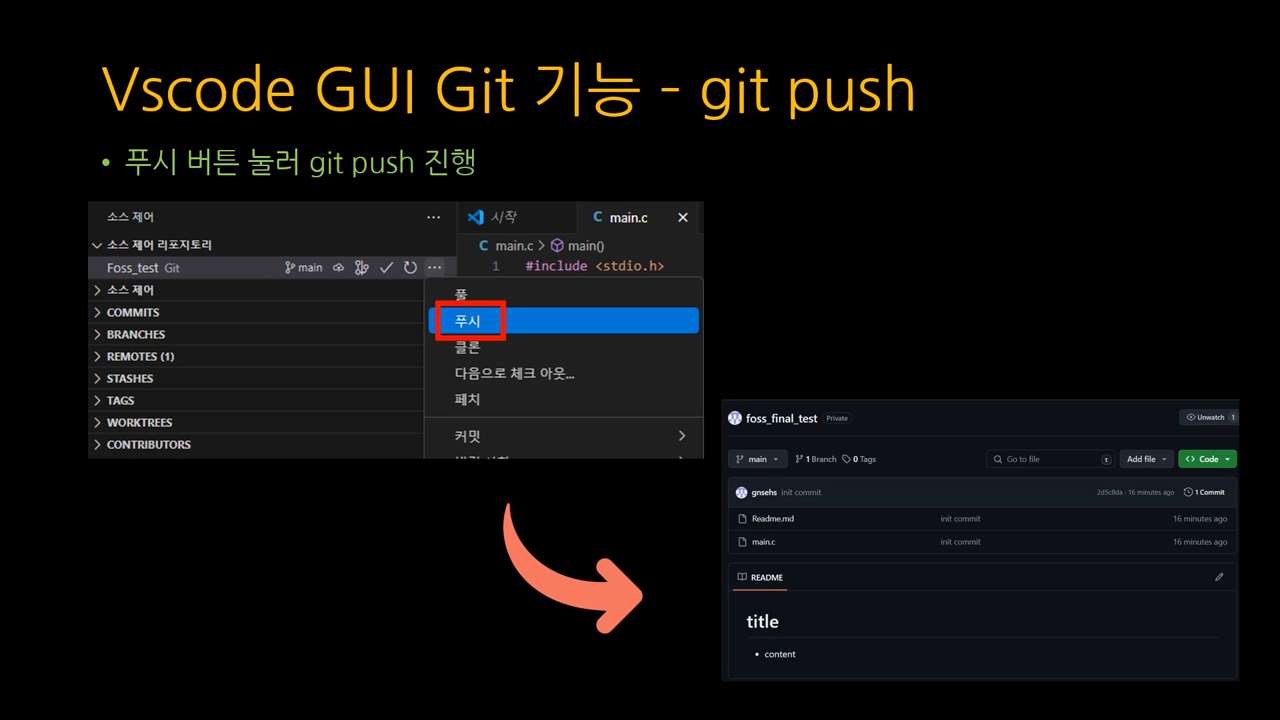 Vscode GUI Git 기능 - git push
• 푸시 버튼 눌러 git push 진행
소스 제어
소스 제어 리포지토리
Foss_test Git main
소스 제어
COMMITS
BRANCHES
REMOTES (1)
STASHES
TAGS
WORKTREES
CONTRIBUTORS
시작 C main.c
C main.c > main()
1 #include <stdio.h>
풀
푸시
클론
다음으로 체크 아웃...
페치
커밋
foss_final_test Private Unwatch 1
main 1 Branch 0 Tags Go to file t Add file Code
gnsehs init commit 2d5c8da · 16 minutes ago 1 Commit
Readme.md init commit 16 minutes ago
main.c init commit 16 minutes ago
README
title
• content